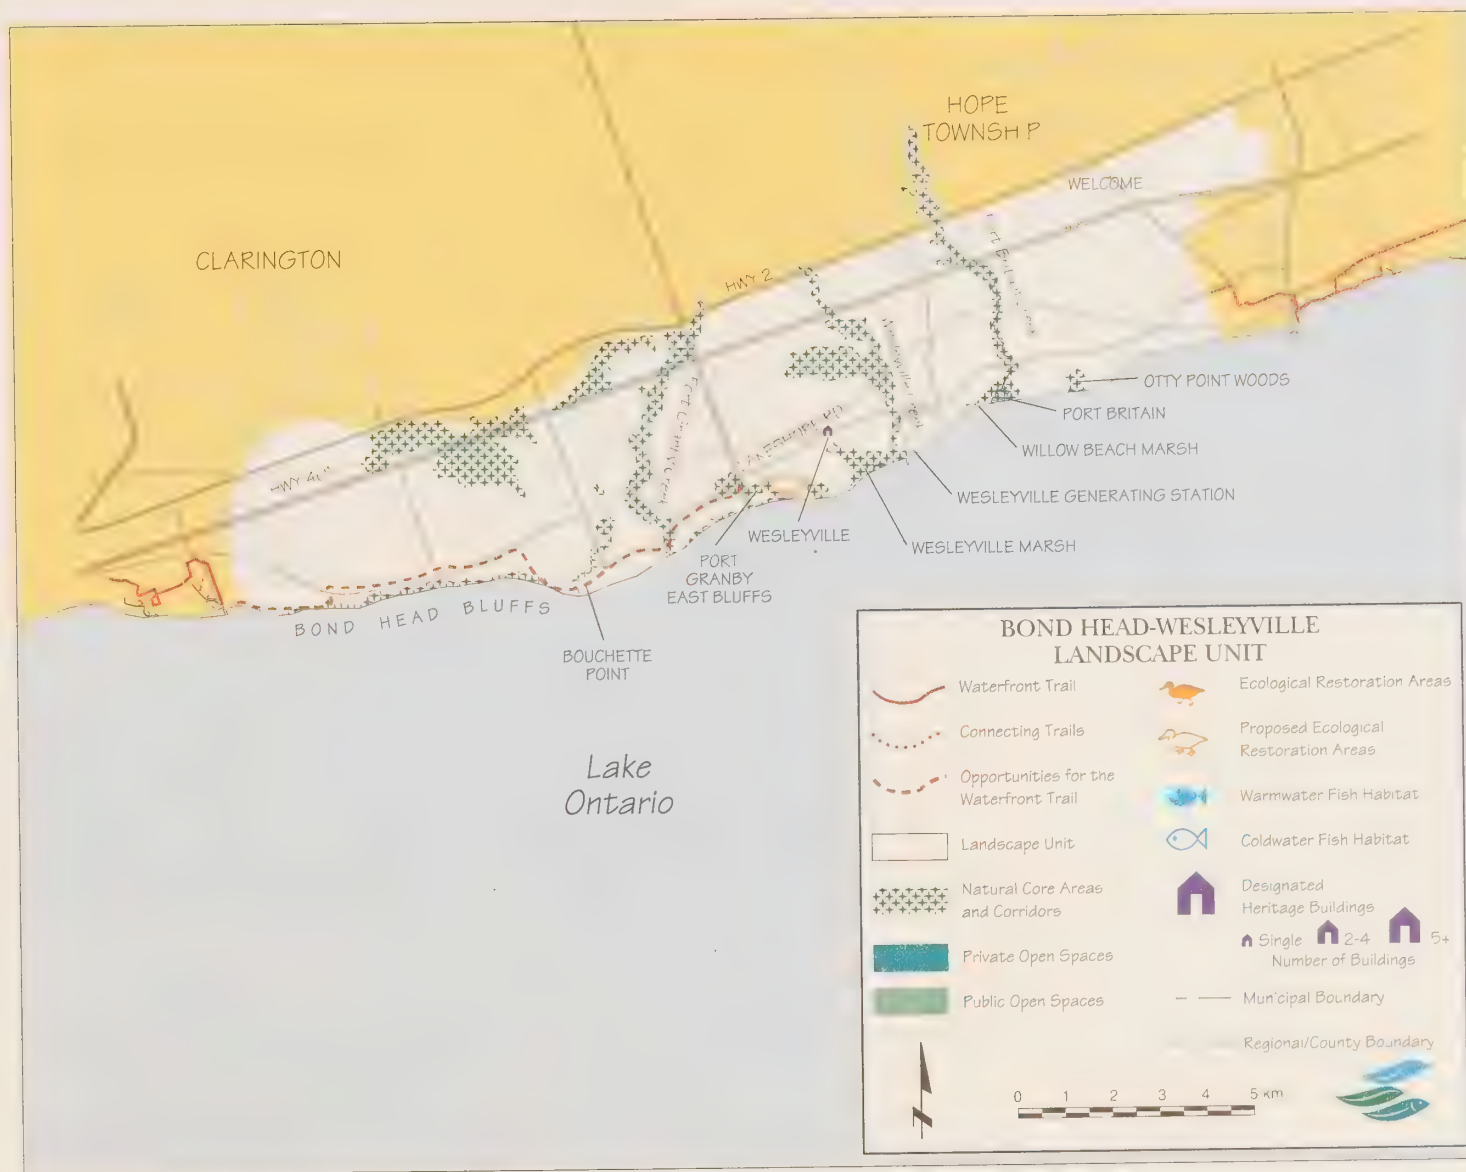 HOPE
TOWNSHIP
WELCOME
CLARINGTON
HWY 2
OTTY POINT WOODS
PORT BRITAIN
WILLOW BEACH MARSH
WESLEYVILLE GENERATING STATION
WESLEYVILLE
WESLEYVILLE MARSH
PORT
GRANBY
EAST BLUFFS
BOND HEAD BLUFFS
BOUCHETTE
POINT
Lake
Ontario
BOND HEAD-WESLEYVILLE
LANDSCAPE UNIT
Waterfront Trail
Connecting Trails
Opportunities for the
Waterfront Trail
Landscape Unit
Natural Core Areas
and Corridors
Private Open Spaces
Public Open Spaces
Ecological Restoration Areas
Proposed Ecological
Restoration Areas
Warmwater Fish Habitat
Coldwater Fish Habitat
Designated
Heritage Buildings
Single 2-4 5+
Number of Buildings
Municipal Boundary
Regional/County Boundary
0 1 2 3 4 5 km